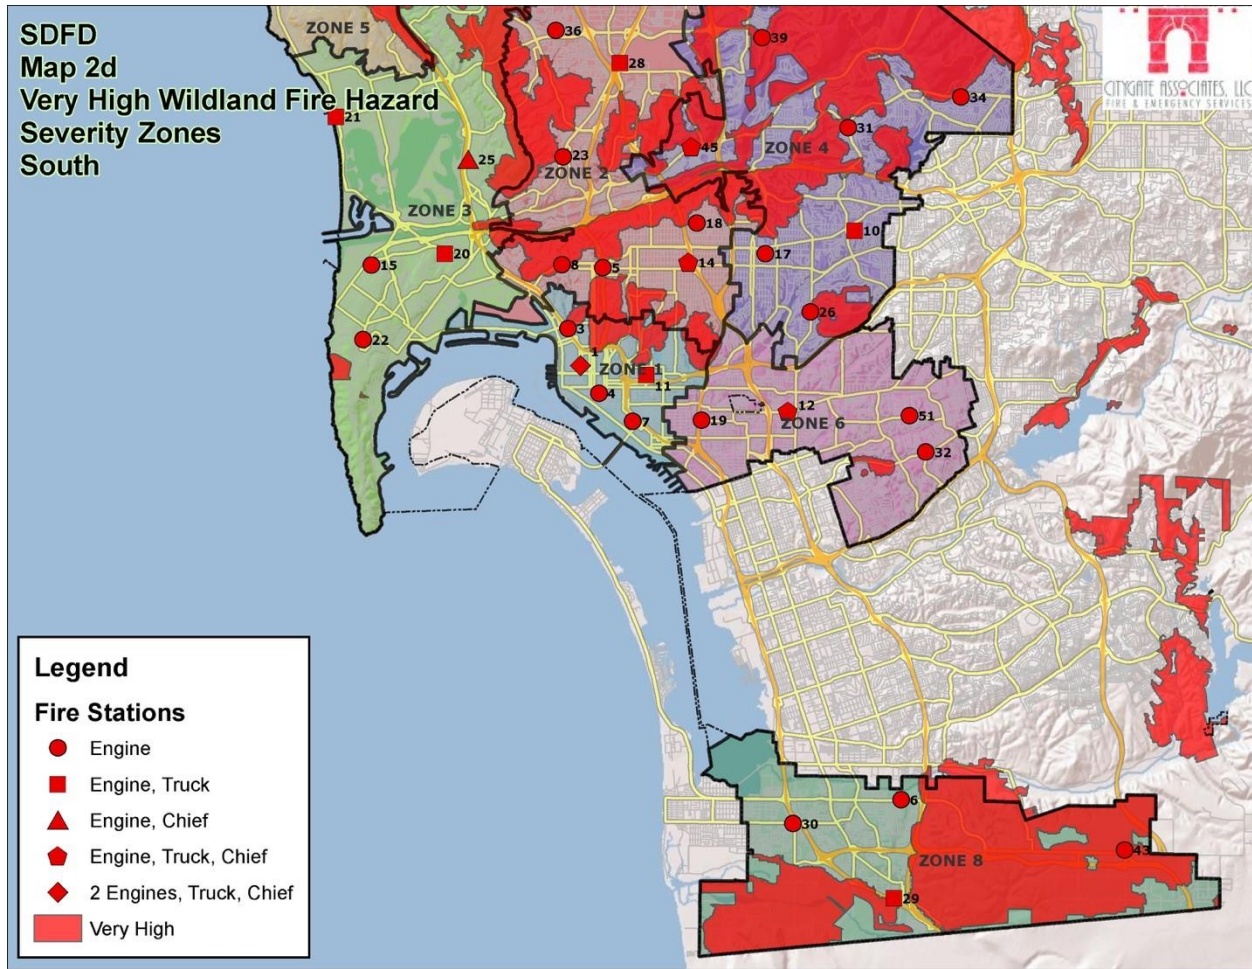 SDFD
Map 2d
Very High Wildland Fire Hazard
Severity Zones
South
CITYGATE ASSOCIATES, LLC
FIRE & EMERGENCY SERVICES
ZONE 5
36
39
28
34
21
31
45
ZONE 4
25
23
ZONE 2
ZONE 3
18
10
20
17
15
8
5
14
26
3
22
1
ZONE 1
11
4
12
51
7
19
ZONE 6
32
6
30
43
ZONE 8
29
Legend
Fire Stations
Engine
Engine, Truck
Engine, Chief
Engine, Truck, Chief
2 Engines, Truck, Chief
Very High